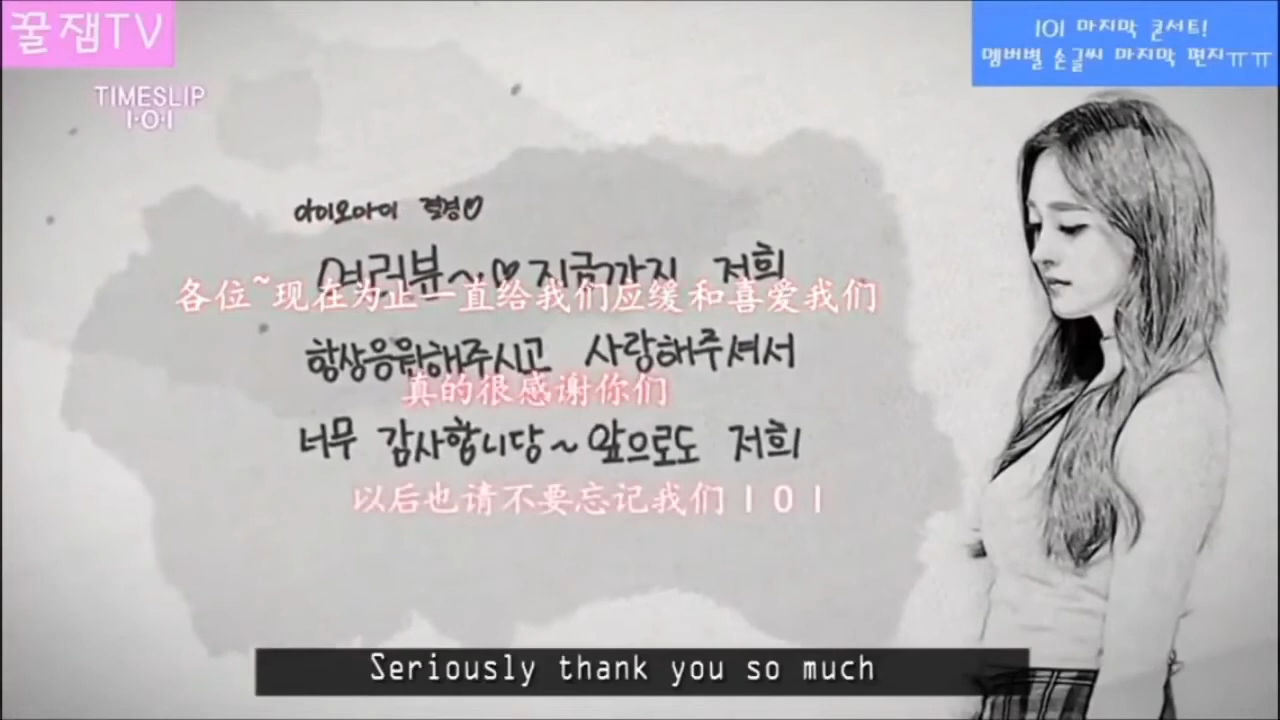 꿀잼TV
IOI 마지막 콘서트!
멤버별 손글씨 마지막 편지ㅠㅠ
TIMESLIP
I·O·I
아이오아이 결경♡
여러뷴~♡ 지금까지 저희
各位~现在为止一直给我们应缓和喜爱我们
항상응원해주시고 사랑해주셔서
真的很感谢你们
너무 감사합니당~ 앞으로도 저희
以后也请不要忘记我们 I O I
Seriously thank you so much